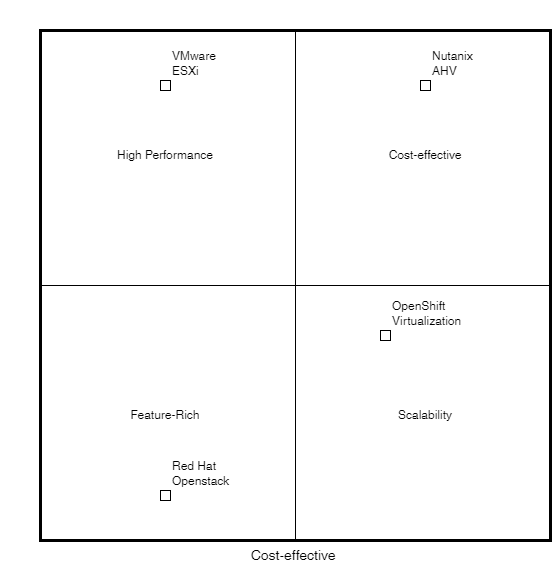 VMware
ESXi
Nutanix
AHV
High Performance
Cost-effective
OpenShift
Virtualization
Feature-Rich
Scalability
Red Hat
Openstack
Cost-effective